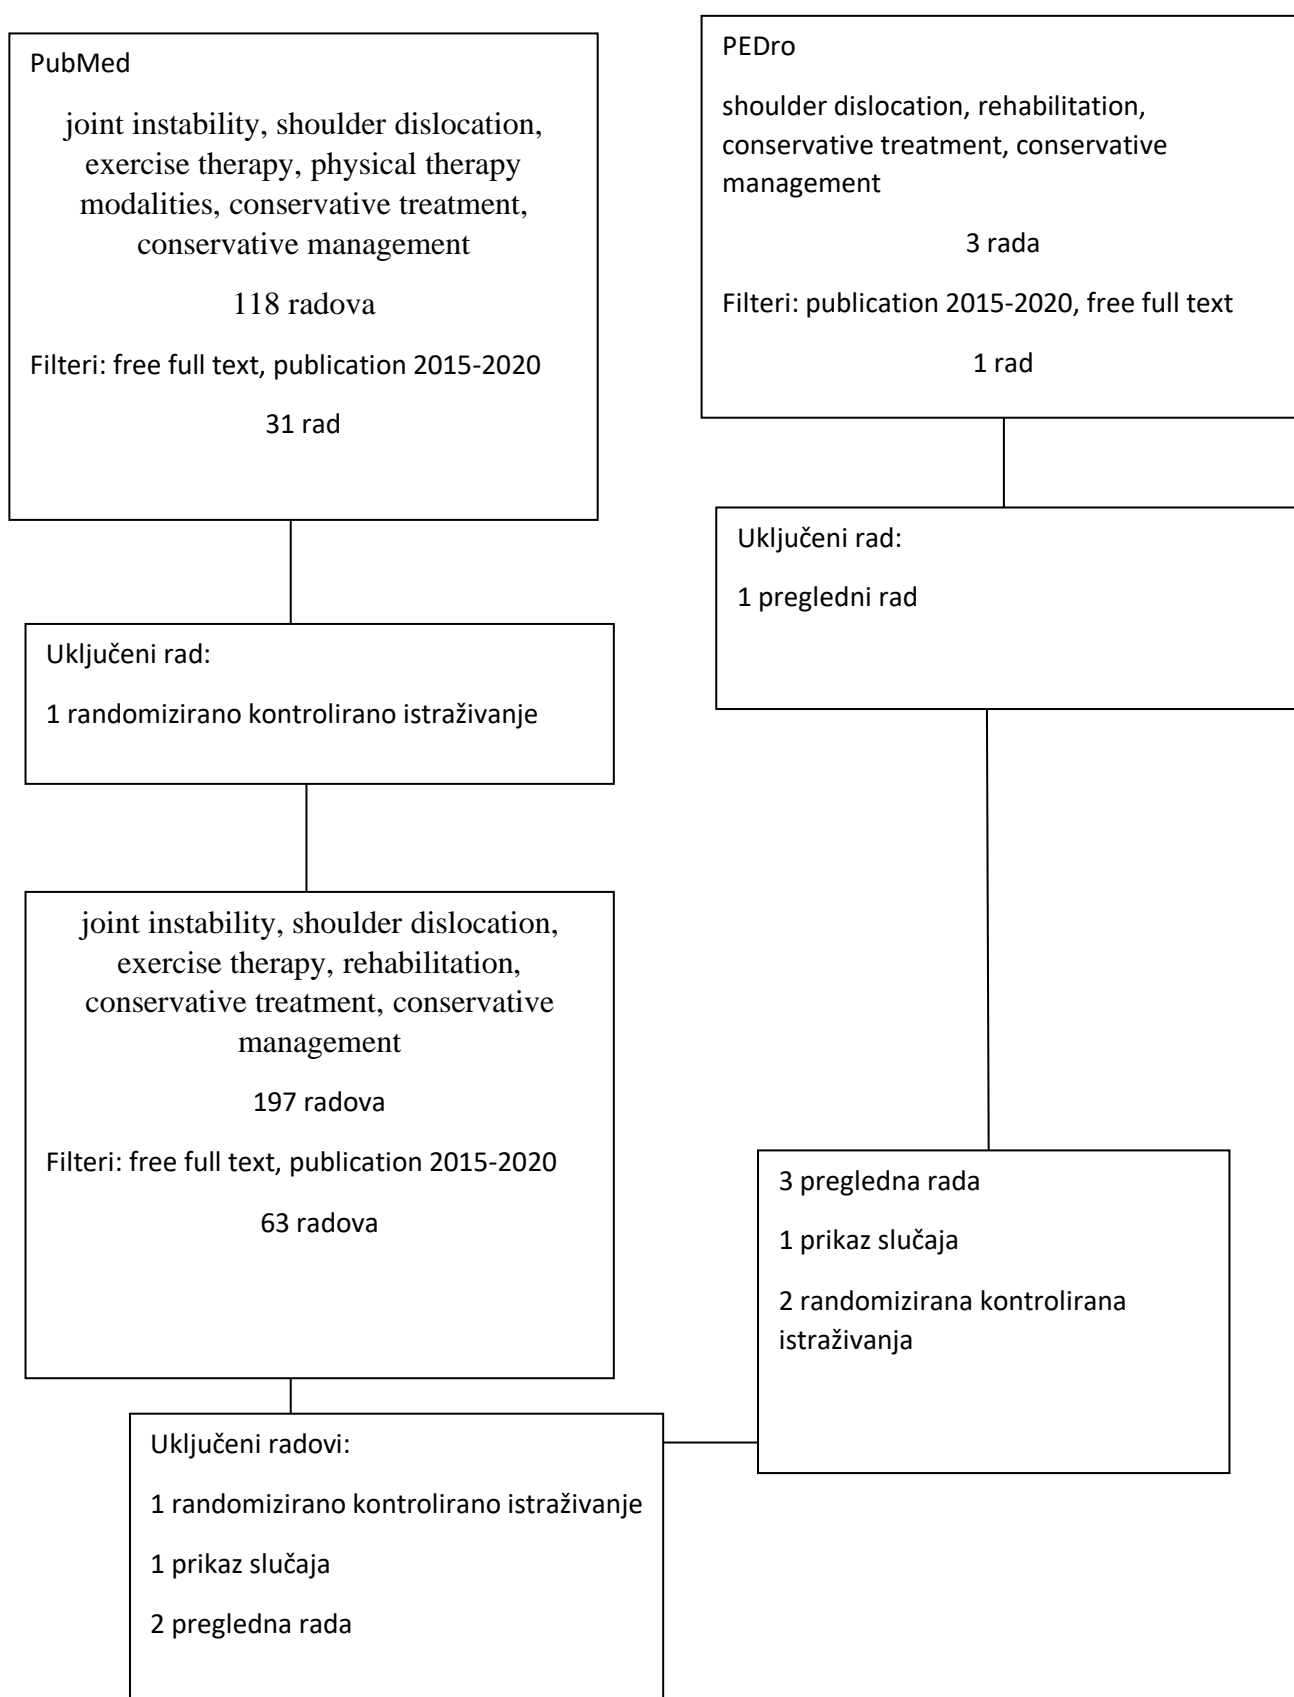 PubMed
joint instability, shoulder dislocation,
exercise therapy, physical therapy
modalities, conservative treatment,
conservative management
118 radova
Filteri: free full text, publication 2015-2020
31 rad
PEDro
shoulder dislocation, rehabilitation,
conservative treatment, conservative
management
3 rada
Filteri: publication 2015-2020, free full text
1 rad
Uključeni rad:
1 randomizirano kontrolirano istraživanje
Uključeni rad:
1 pregledni rad
joint instability, shoulder dislocation,
exercise therapy, rehabilitation,
conservative treatment, conservative
management
197 radova
Filteri: free full text, publication 2015-2020
63 radova
3 pregledna rada
1 prikaz slučaja
2 randomizirana kontrolirana
istraživanja
Uključeni radovi:
1 randomizirano kontrolirano istraživanje
1 prikaz slučaja
2 pregledna rada